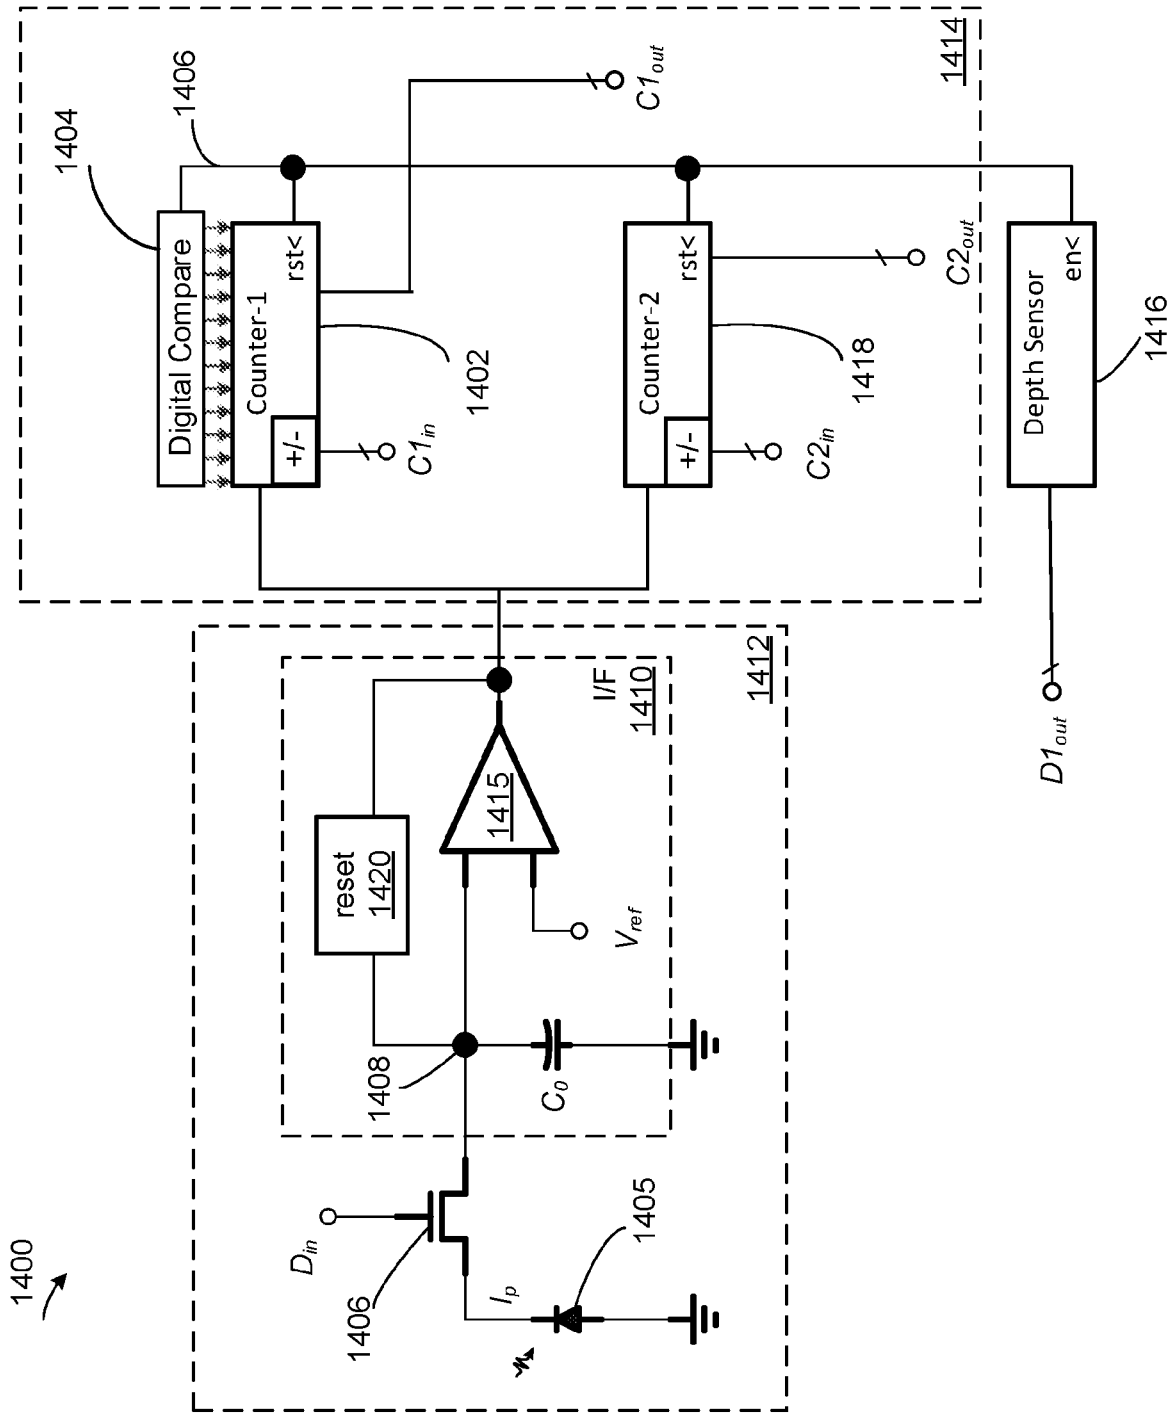 1400
1404
1406
Digital Compare
Counter-1
rst<
+/-
C1in
1402
C1out
Counter-2
rst<
+/-
C2in
1418
C2out
1414
Depth Sensor
en<
1416
D1out
reset
1420
1415
I/F
1410
1412
Vref
1408
C0
Din
1406
Ip
1405